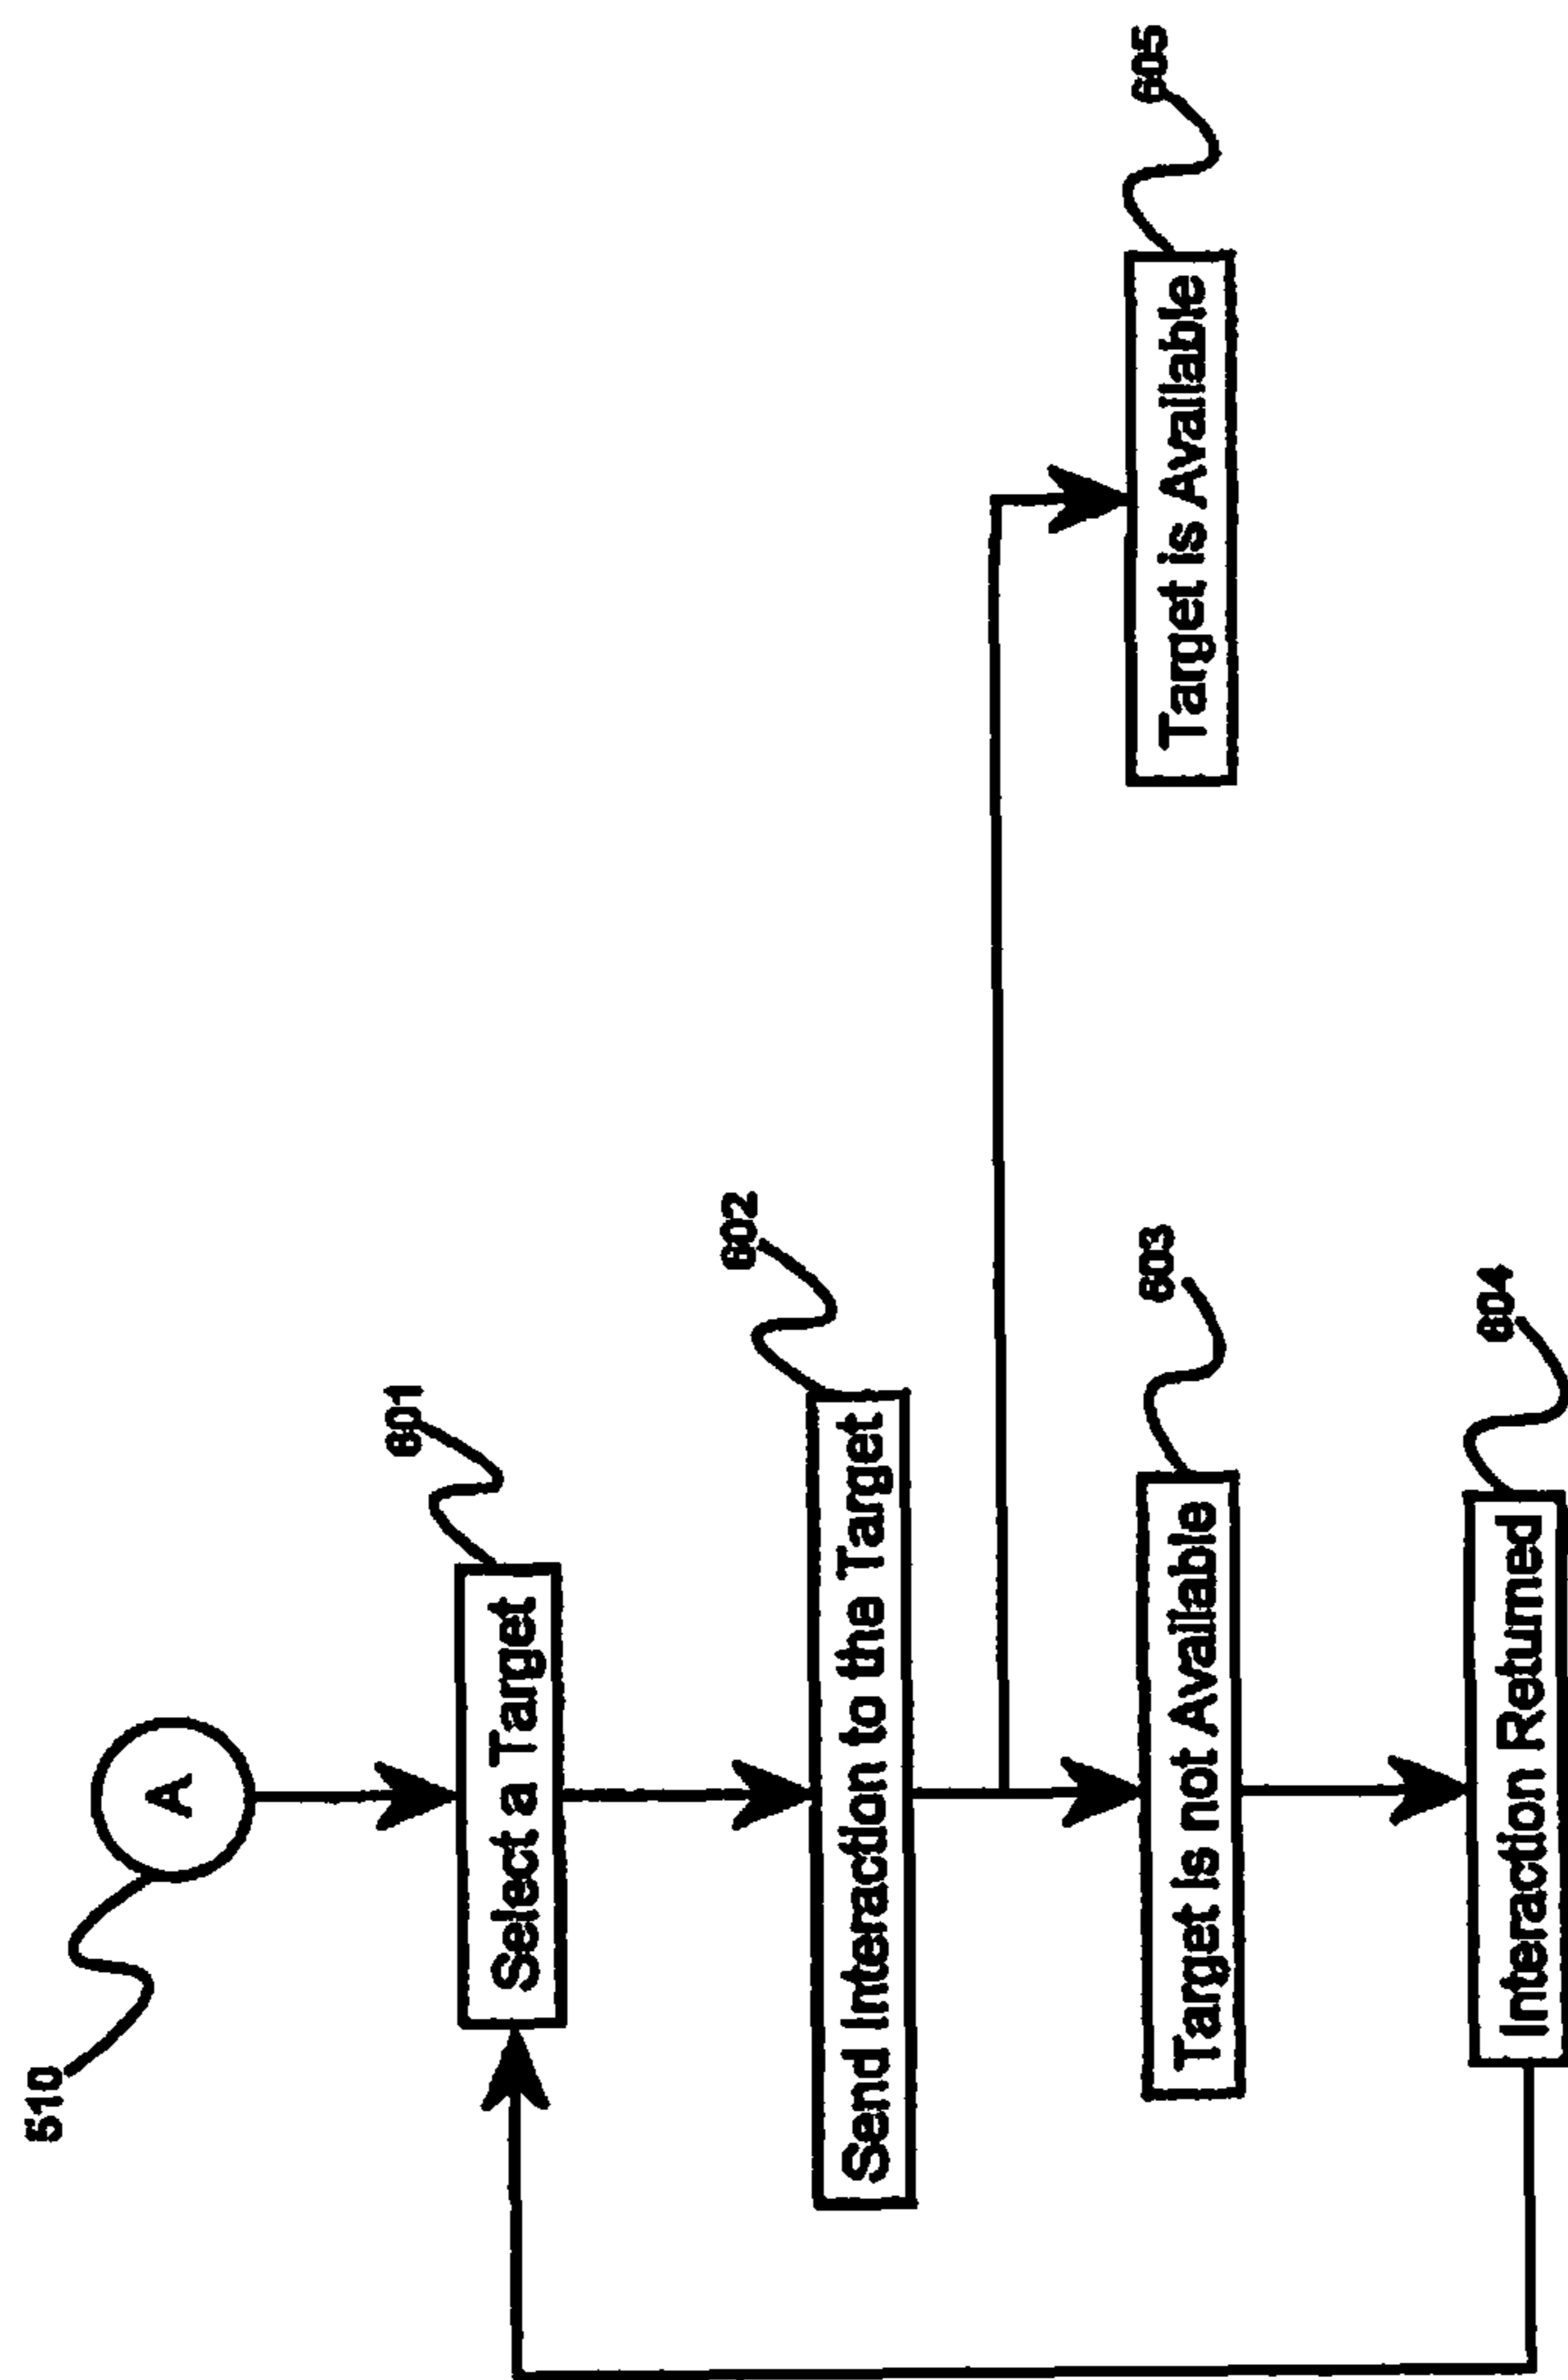 510
A
601
Select a Target
602
Send Interaction to the Target
603
Target is not Available
605
Target is Available
604
Interaction Returned